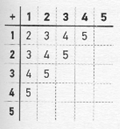 + 1 2 3 4 5
1 2 3 4 5
2 3 4 5
3 4 5
4 5
5